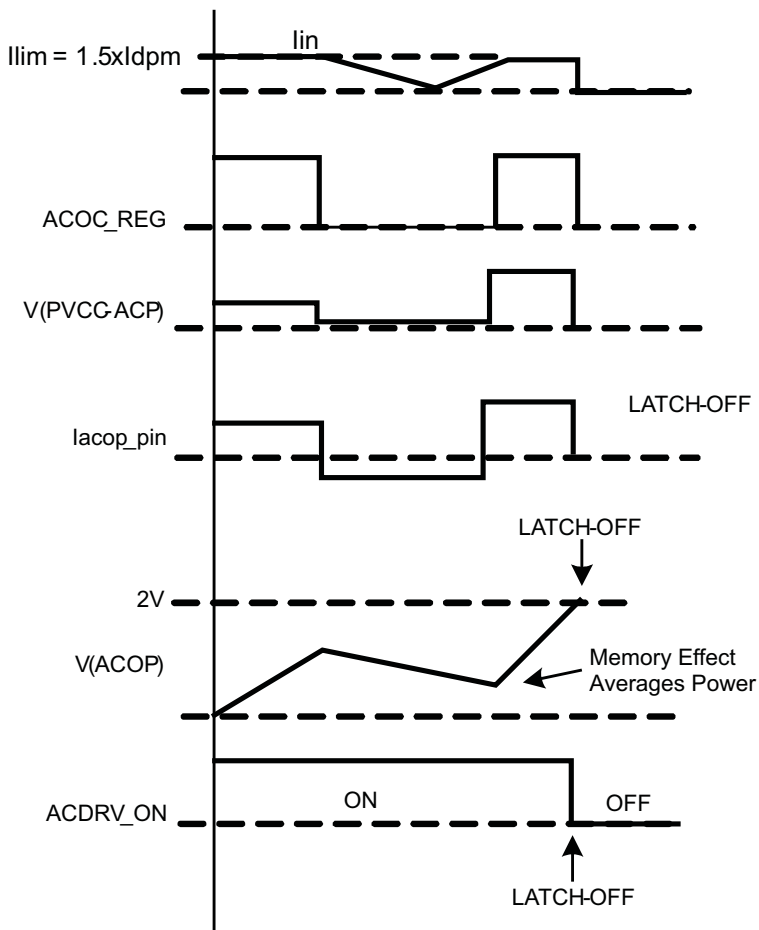 Iin
Ilim = 1.5xIdpm
ACOC_REG
V(PVCC-ACP)
LATCH-OFF
Iacop_pin
LATCH-OFF
2V
V(ACOP)
Memory Effect
Averages Power
ACDRV_ON
ON
OFF
LATCH-OFF